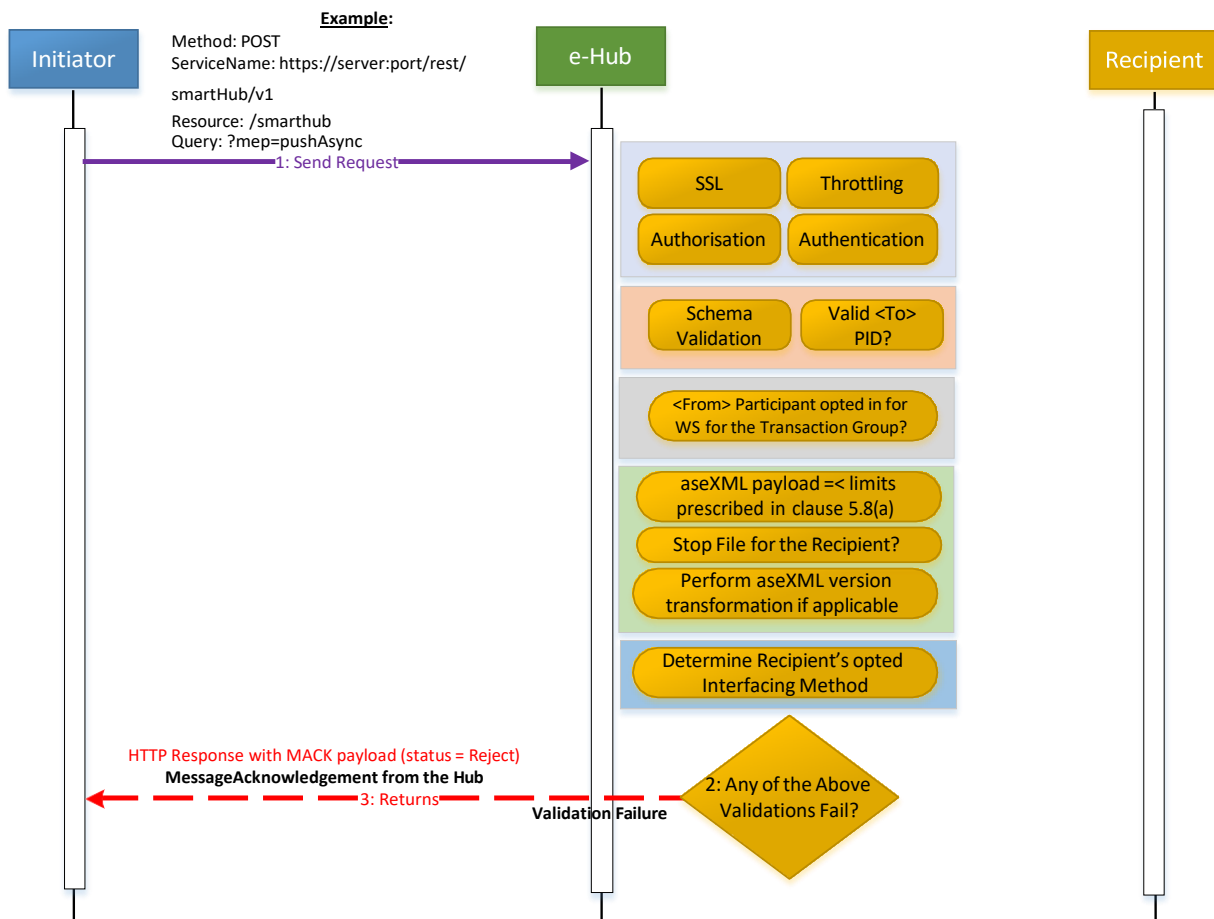 Example:
Initiator
Method: POST
ServiceName: https://server:port/rest/
smartHub/v1
Resource: /smarthub
Query: ?mep=pushAsync
e-Hub
Recipient
1: Send Request
SSL
Throttling
Authorisation
Authentication
Schema
Validation
Valid <To>
PID?
<From> Participant opted in for
WS for the Transaction Group?
aseXML payload =< limits
prescribed in clause 5.8(a)
Stop File for the Recipient?
Perform aseXML version
transformation if applicable
Determine Recipient’s opted
Interfacing Method
HTTP Response with MACK payload (status = Reject)
MessageAcknowledgement from the Hub
3: Returns
Validation Failure
2: Any of the Above
Validations Fail?